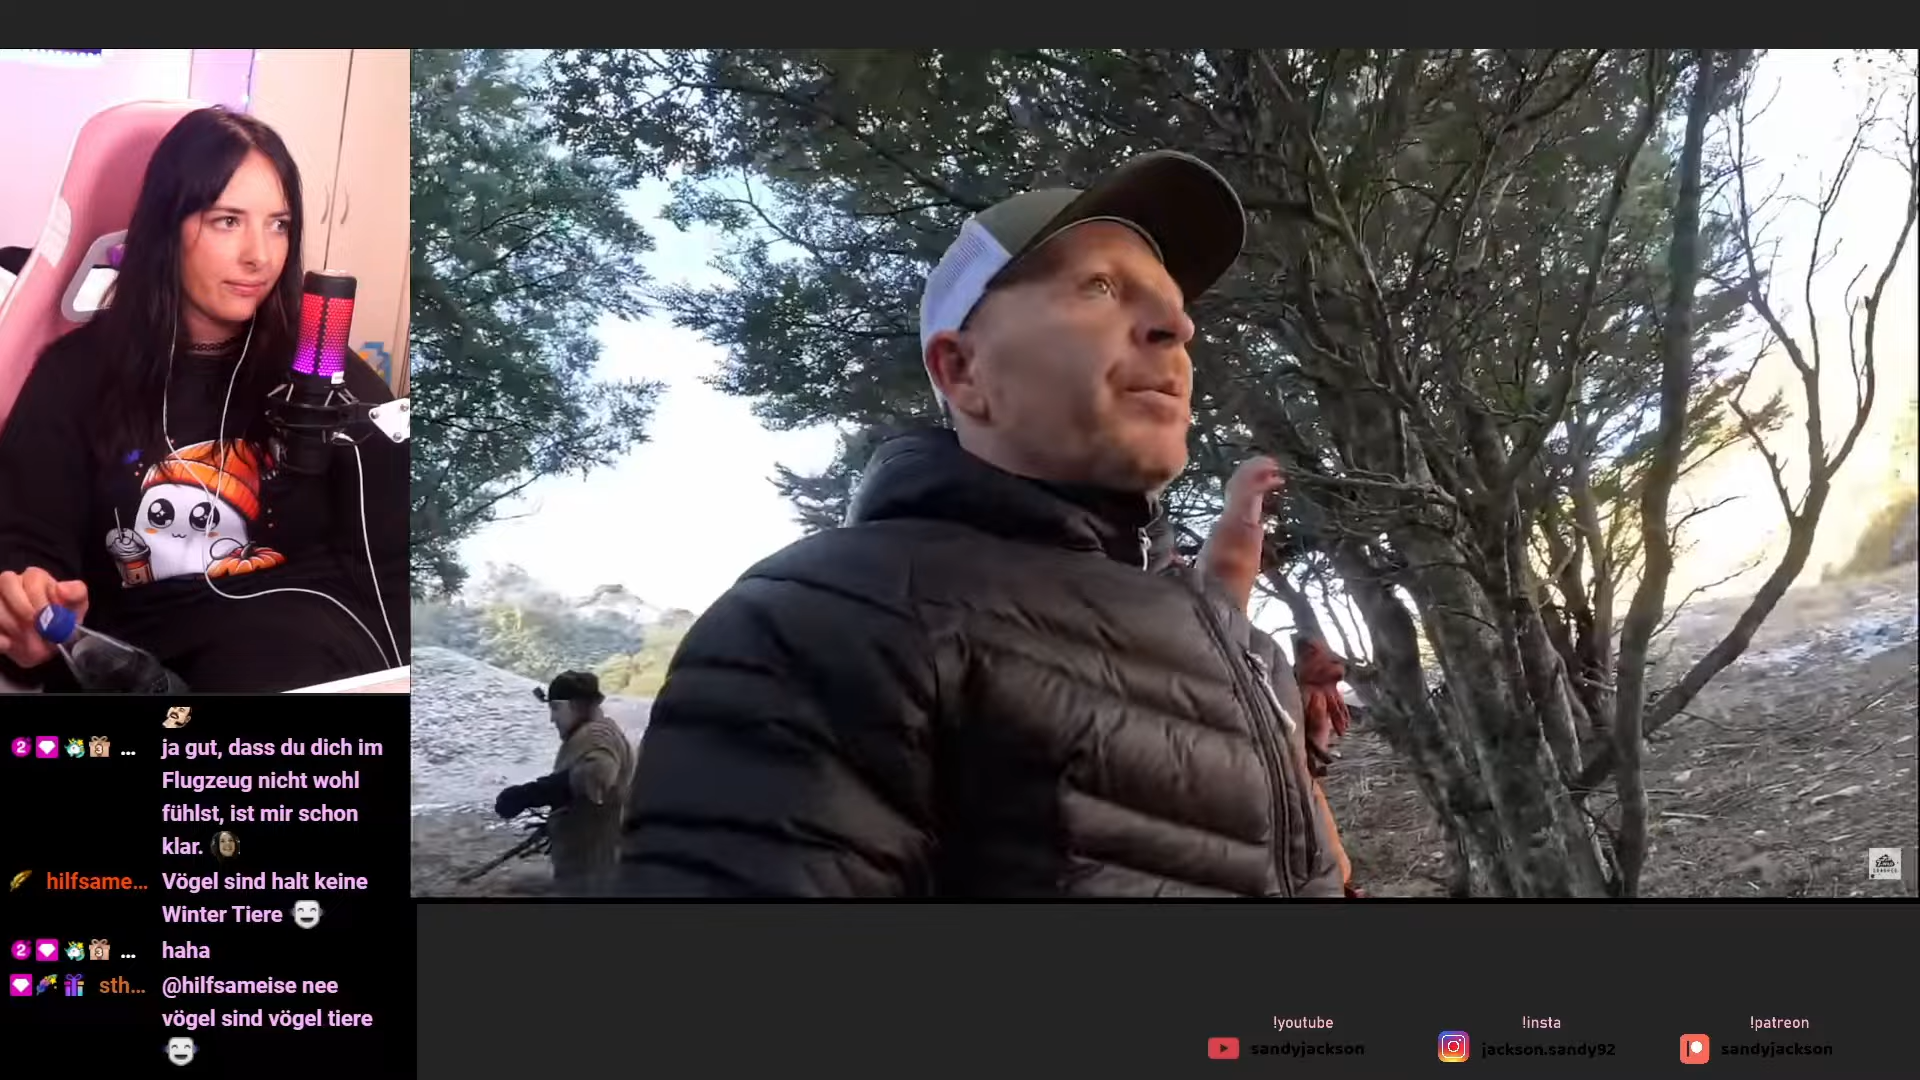 ja gut, dass du dich im
Flugzeug nicht wohl
fühlst, ist mir schon
klar.
hilfsame... Vögel sind halt keine
Winter Tiere
... haha
sth... @hilfsameise nee
vögel sind vögel tiere
!youtube
sandyjackson
!insta
jackson.sandy92
!patreon
sandyjackson